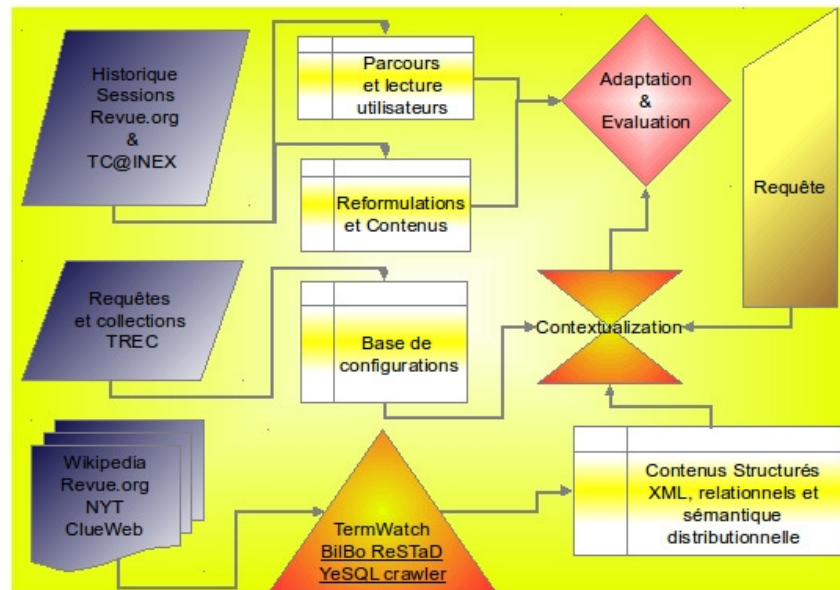 Historique
Sessions
Revue.org
&
TC@INEX
Parcours
et lecture
utilisateurs
Adaptation
&
Evaluation
Requête
Reformulations
et Contenus
Requêtes
et collections
TREC
Base de
configurations
Contextualization
Wikipedia
Revue.org
NYT
ClueWeb
TermWatch
BilBo ReSTaD
YeSQL crawler
Contenus Structurés
XML, relationnels et
sémantique
distributionnelle